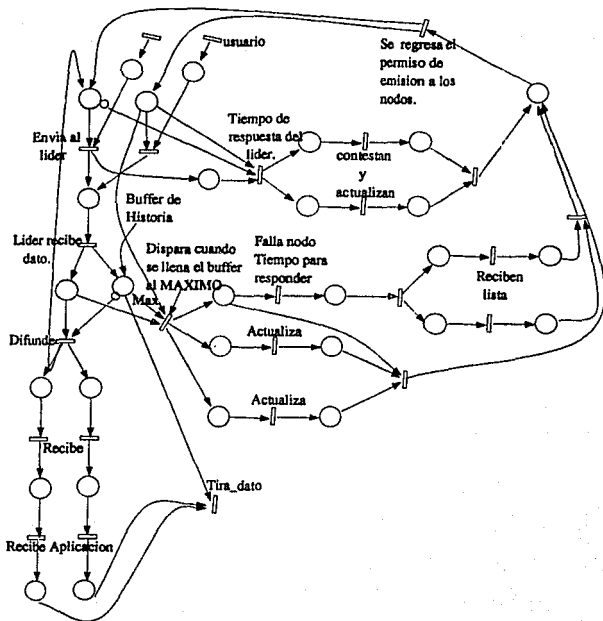 usuario
Se regresa el
permiso de
emision a los
nodos.
Envia al
lider
Tiempo de
respuesta del
lider.
contestan
y
actualizan
Buffer de
Historia
Lider recibe
dato.
Dispara cuando
se llena el buffer
al MAXIMO
Max.
Falla nodo
Tiempo para
responder
Reciben
lista
Difunde
Actualiza
Actualiza
Recibe
Tira_dato
Recibe Aplicacion